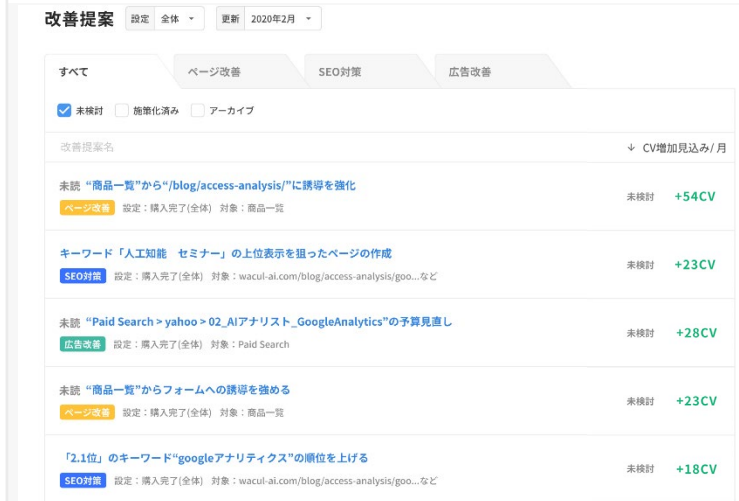 改善提案 設定 全体 更新 2020年2月
すべて ページ改善 SEO対策 広告改善
未検討 施策化済み アーカイブ
改善提案名 ↓ CV増加見込み/月
未読 “商品一覧”から“/blog/access-analysis/”に誘導を強化
ページ改善 設定：購入完了(全体) 対象：商品一覧
未検討 +54CV
キーワード「人工知能　セミナー」の上位表示を狙ったページの作成
SEO対策 設定：購入完了(全体) 対象：wacul-ai.com/blog/access-analysis/goo...など
未検討 +23CV
未読 “Paid Search > yahoo > 02_AIアナリスト_GoogleAnalytics”の予算見直し
広告改善 設定：購入完了(全体) 対象：Paid Search
未検討 +28CV
未読 “商品一覧”からフォームへの誘導を強める
ページ改善 設定：購入完了(全体) 対象：商品一覧
未検討 +23CV
「2.1位」のキーワード“googleアナリティクス”の順位を上げる
SEO対策 設定：購入完了(全体) 対象：wacul-ai.com/blog/access-analysis/goo...など
未検討 +18CV